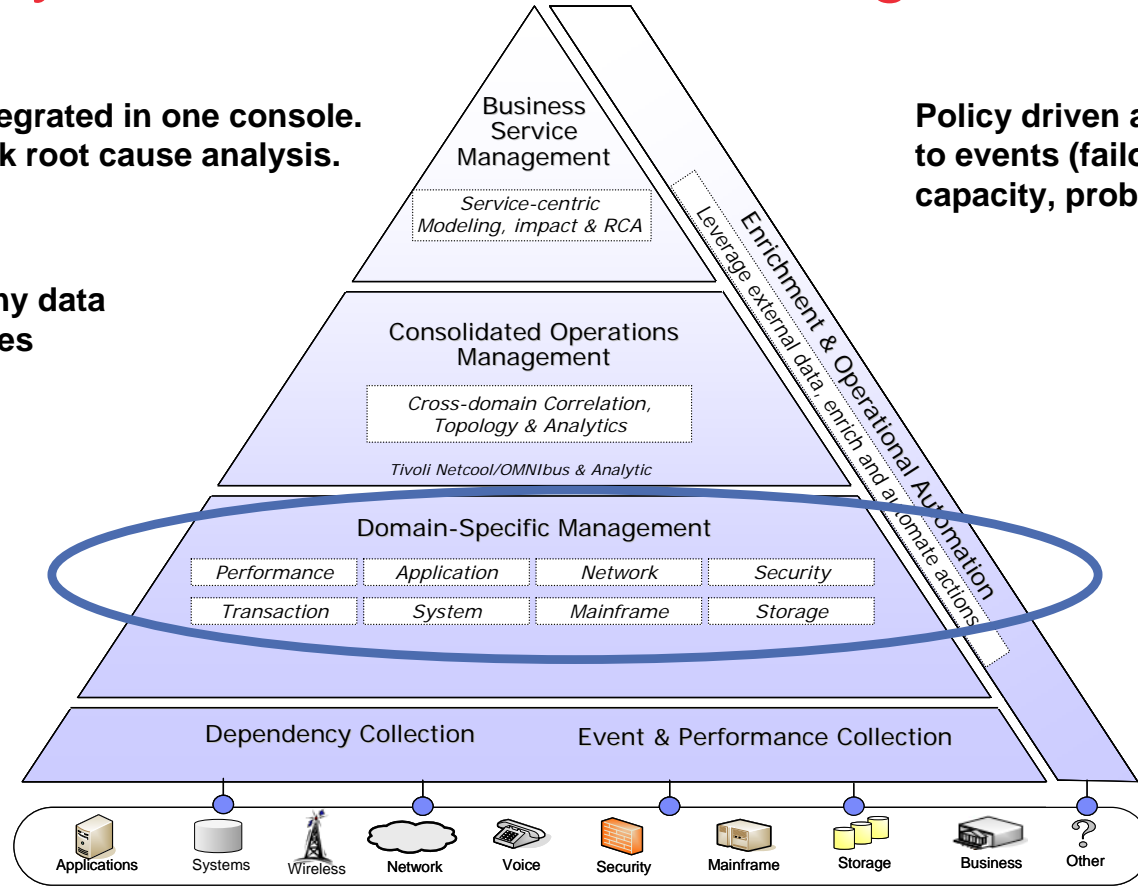 egrated in one console.
k root cause analysis.
Policy driven a
to events (failo
capacity, prob
ny data
es
Business
Service
Management
Service-centric
Modeling, impact & RCA
Consolidated Operations
Management
Cross-domain Correlation,
Topology & Analytics
Tivoli Netcool/OMNIbus & Analytic
Enrichment & Operational Automation
Leverage external data, enrich and automate actions
Domain-Specific Management
Performance Application Network Security
Transaction System Mainframe Storage
Dependency Collection Event & Performance Collection
Applications Systems Wireless Network Voice Security Mainframe Storage Business Other